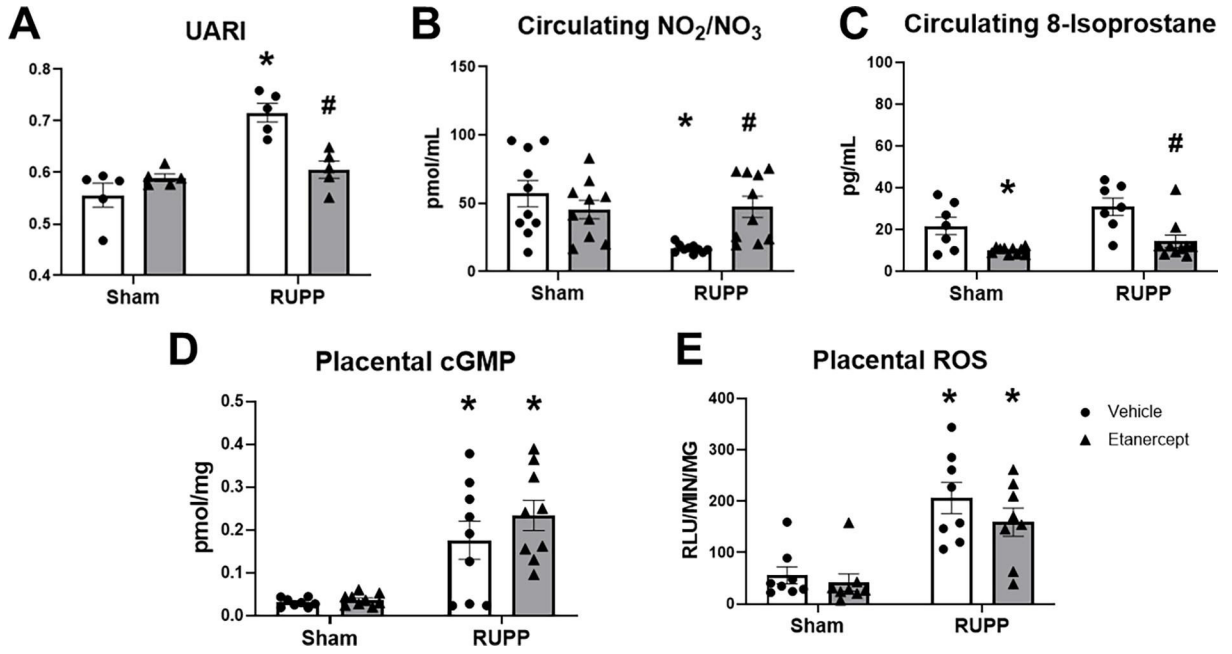 A
UARI
0.8
0.7
0.6
0.5
0.4
*
#
Sham
RUPP
B
Circulating NO₂/NO₃
pmol/mL
150
100
50
0
*
#
Sham
RUPP
C
Circulating 8-Isoprostane
pg/mL
100
80
60
40
20
0
*
#
Sham
RUPP
D
Placental cGMP
pmol/mg
0.5
0.4
0.3
0.2
0.1
0.0
*
*
Sham
RUPP
E
Placental ROS
RLU/MIN/MG
400
300
200
100
0
*
*
Sham
RUPP
Vehicle
Etanercept